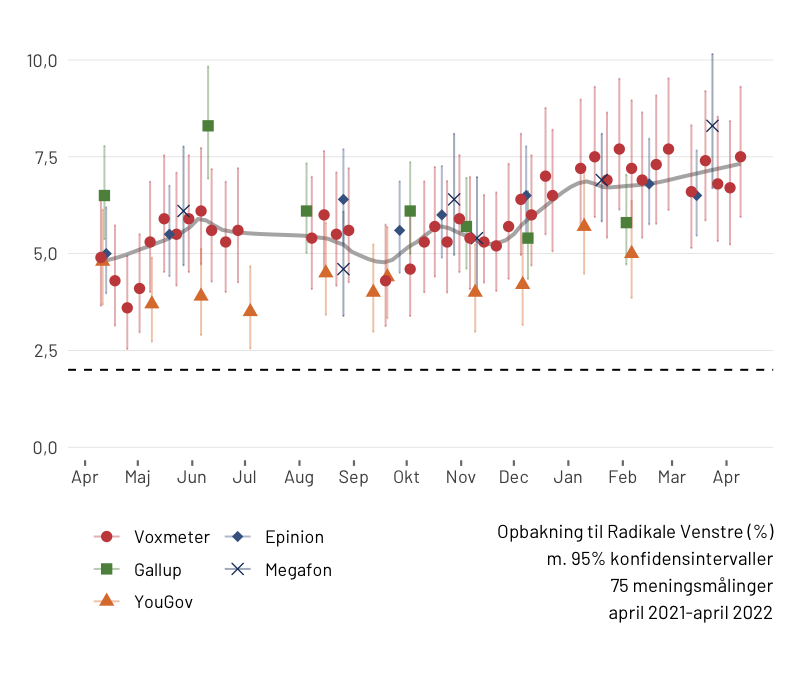 10,0
7,5
5,0
2,5
0,0
Apr Maj Jun Jul Aug Sep Okt Nov Dec Jan Feb Mar Apr
Voxmeter Epinion
Gallup Megafon
YouGov
Opbakning til Radikale Venstre (%)
m. 95% konfidensintervaller
75 meningsmålinger
april 2021-april 2022